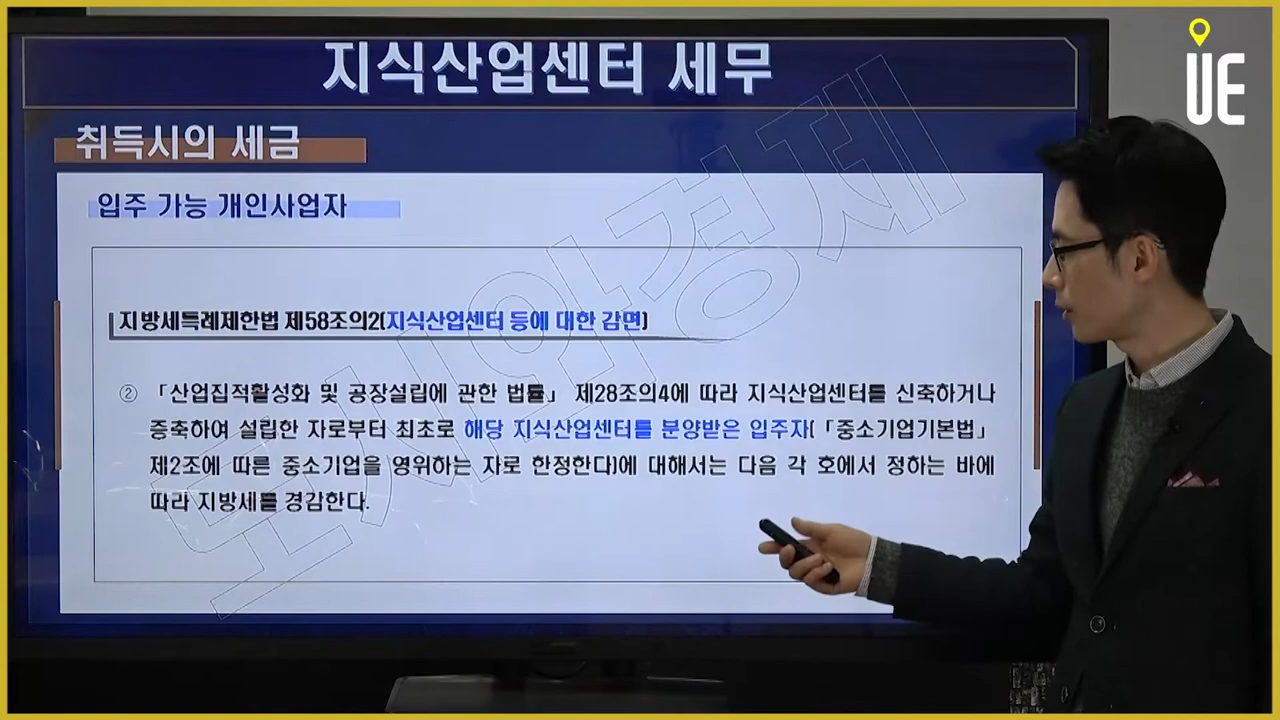 지식산업센터 세무
UE
취득시의 세금
입주 가능 개인사업자
지방세특례제한법 제58조의2(지식산업센터 등에 대한 감면)
② 「산업집적활성화 및 공장설립에 관한 법률」 제28조의4에 따라 지식산업센터를 신축하거나
증축하여 설립한 자로부터 최초로 해당 지식산업센터를 분양받은 입주자(「중소기업기본법」
제2조에 따른 중소기업을 영위하는 자로 한정한다)에 대해서는 다음 각 호에서 정하는 바에
따라 지방세를 경감한다.
도시와경제